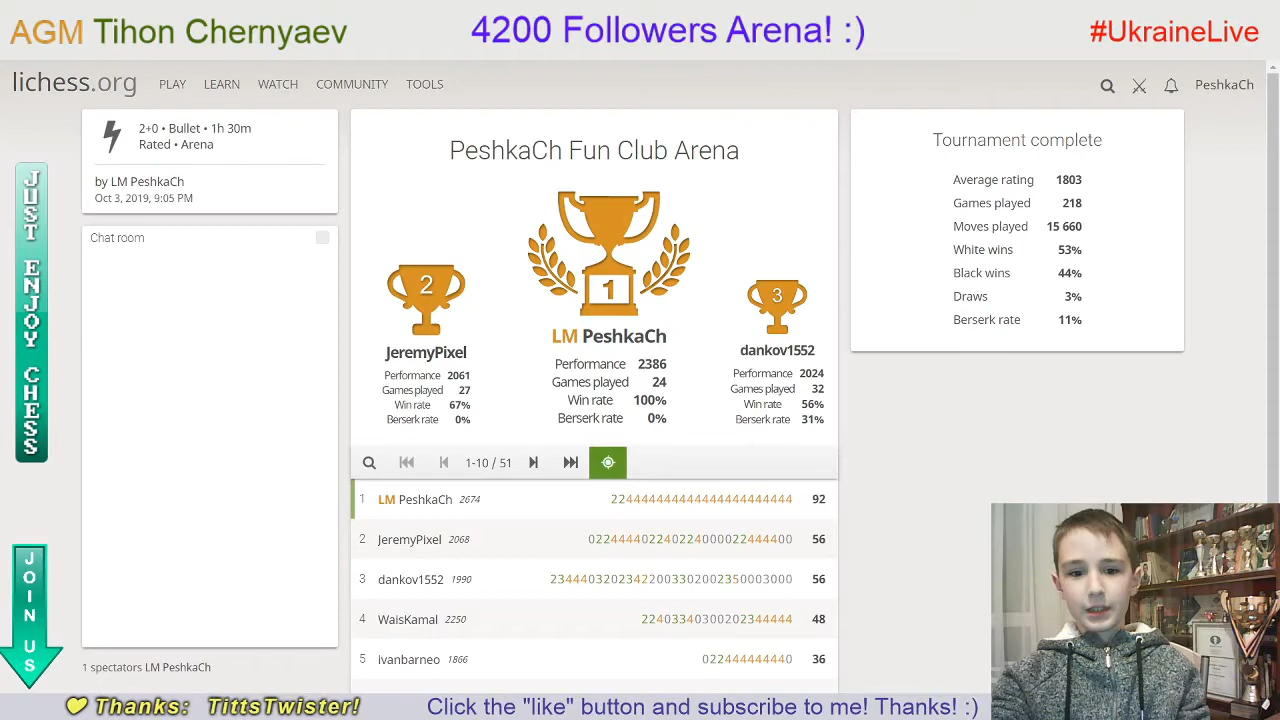 AGM Tihon Chernyaev
4200 Followers Arena! :)
#UkraineLive
lichess.org
PLAY LEARN WATCH COMMUNITY TOOLS
PeshkaCh
2+0 • Bullet • 1h 30m
Rated • Arena
by LM PeshkaCh
Oct 3, 2019, 9:05 PM
Chat room
1 spectators LM PeshkaCh
JUST ENJOY CHESS
JOIN US
PeshkaCh Fun Club Arena
2
JeremyPixel
Performance 2061
Games played 27
Win rate 67%
Berserk rate 0%
1
LM PeshkaCh
Performance 2386
Games played 24
Win rate 100%
Berserk rate 0%
3
dankov1552
Performance 2024
Games played 32
Win rate 56%
Berserk rate 31%
1-10 / 51
1 LM PeshkaCh 2674 224444444444444444444444 92
2 JeremyPixel 2068 022444402240224000022444400 56
3 dankov1552 1990 23444032023422003302002350003000 56
4 WaisKamal 2250 22403340300202344444 48
5 ivanbarneo 1866 022444444440 36
Tournament complete
Average rating 1803
Games played 218
Moves played 15 660
White wins 53%
Black wins 44%
Draws 3%
Berserk rate 11%
Thanks: TittsTwister!
Click the "like" button and subscribe to me! Thanks! :)